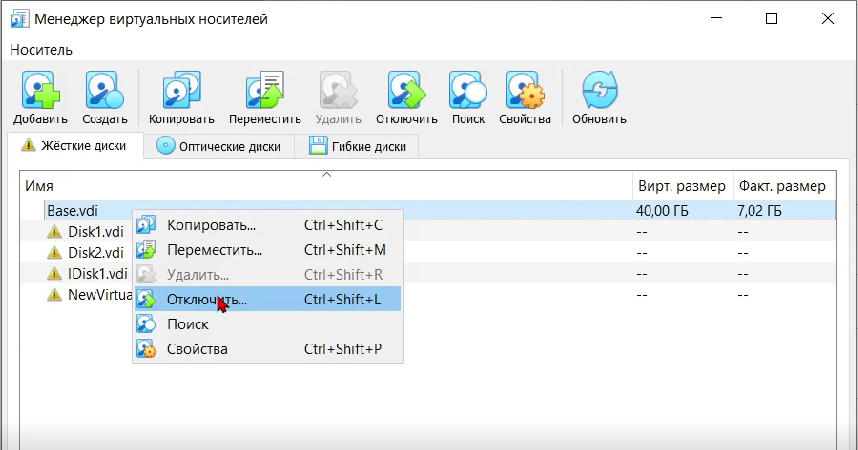 Менеджер виртуальных носителей
Носитель
Добавить Создать Копировать Переместить Удалить Отключить Поиск Свойства Обновить
Жёсткие диски Оптические диски Гибкие диски
Имя Вирт. размер Факт. размер
Base.vdi 40,00 ГБ 7,02 ГБ
Disk1.vdi -- --
Disk2.vdi -- --
IDisk1.vdi -- --
NewVirtua -- --
Копировать... Ctrl+Shift+C
Переместить... Ctrl+Shift+M
Удалить... Ctrl+Shift+R
Отключить... Ctrl+Shift+L
Поиск
Свойства Ctrl+Shift+P